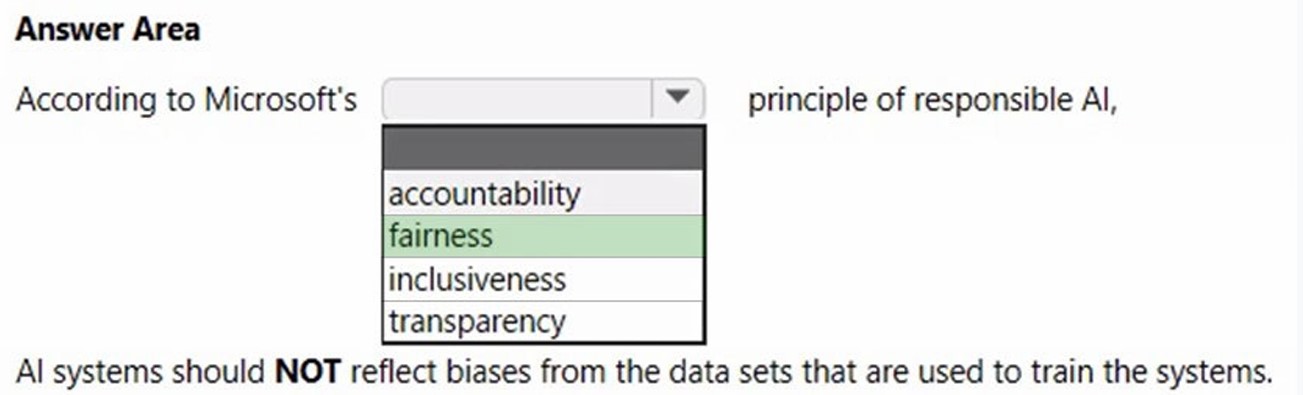 Answer Area
According to Microsoft's principle of responsible AI,
accountability
fairness
inclusiveness
transparency
AI systems should NOT reflect biases from the data sets that are used to train the systems.